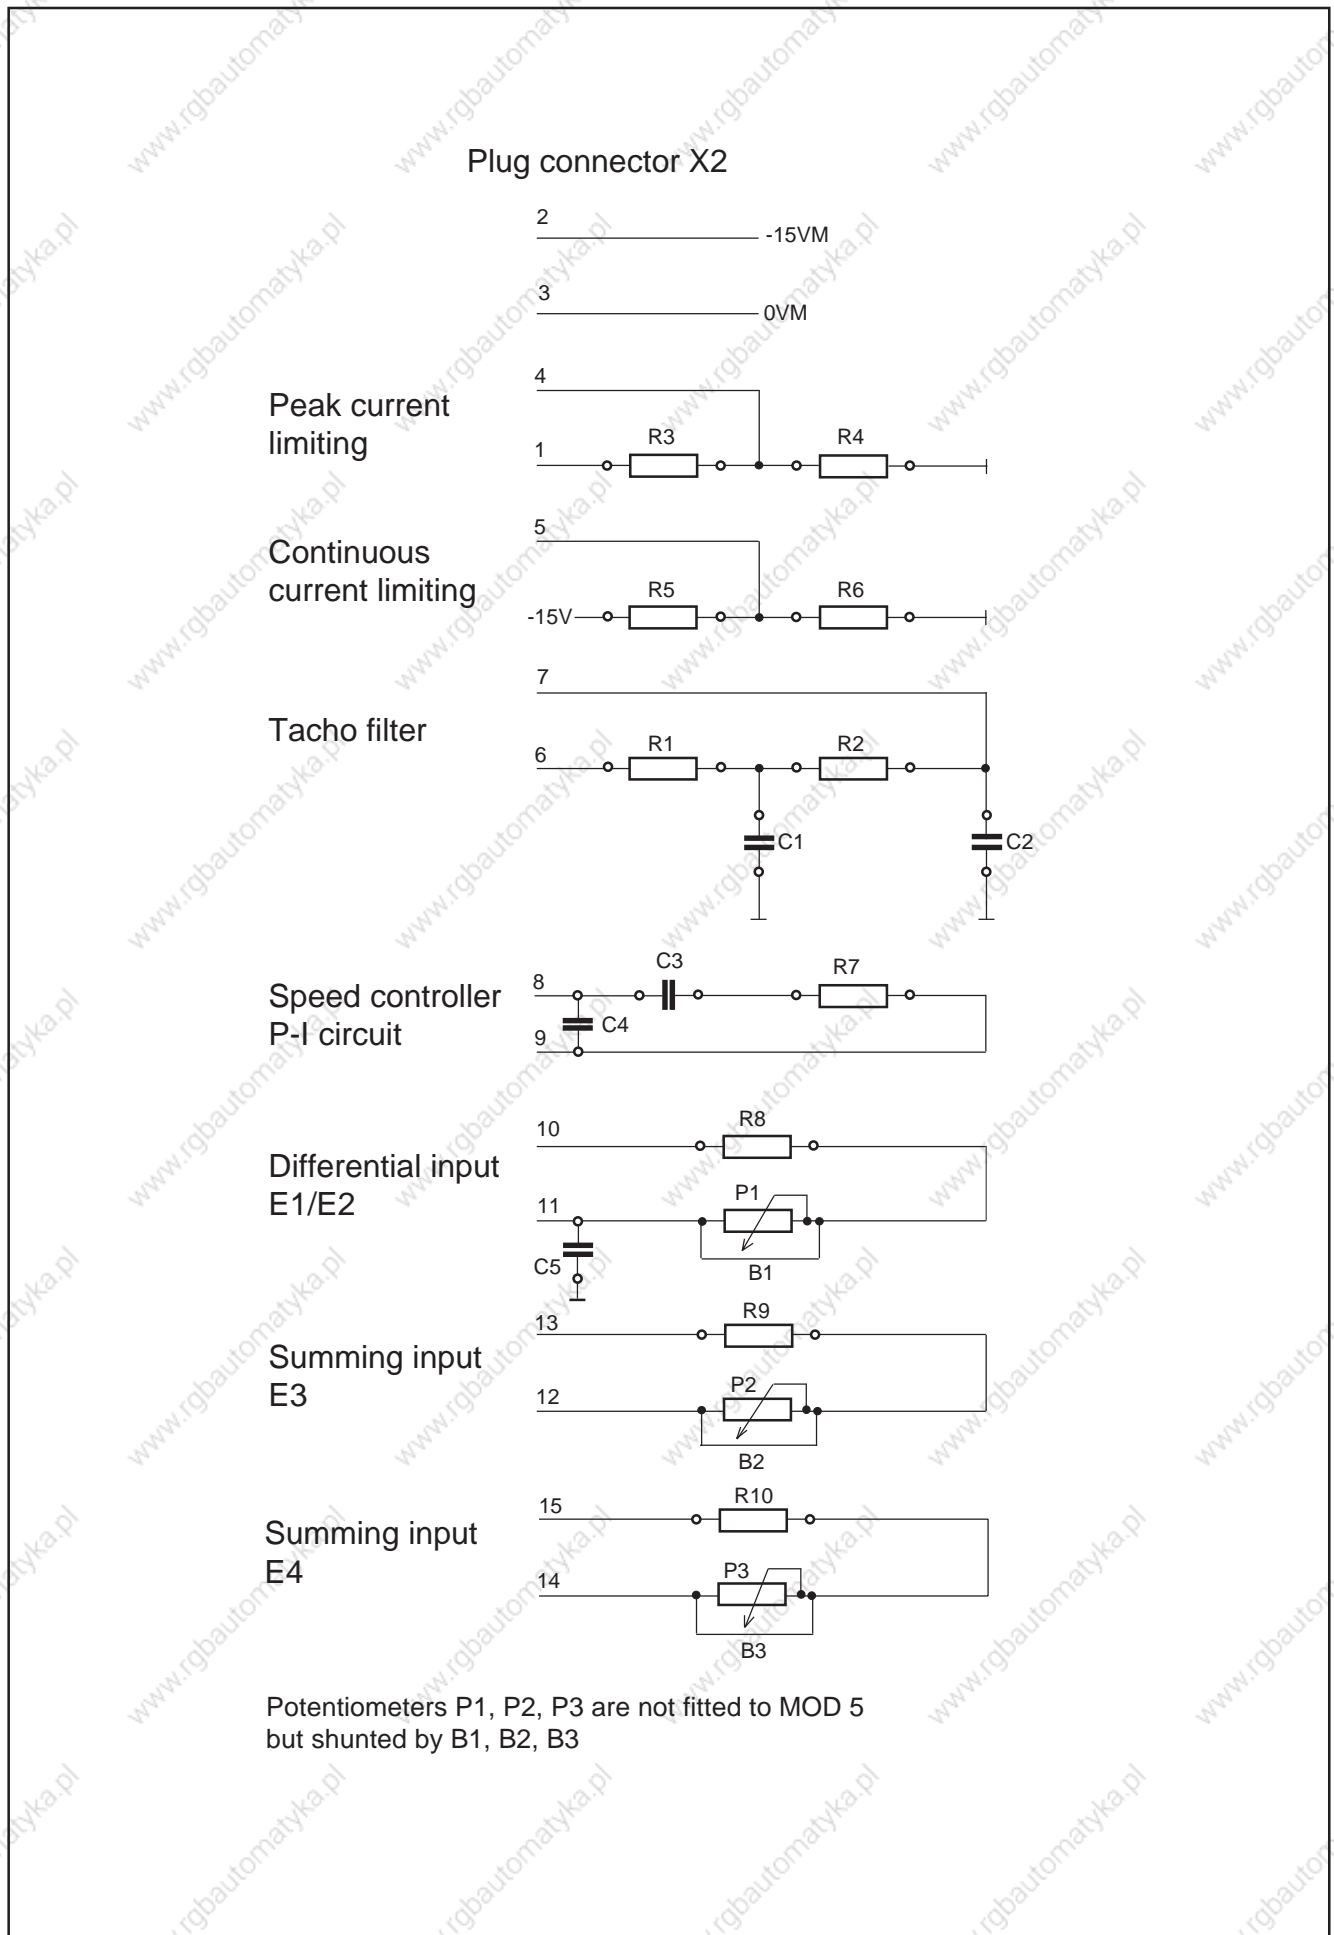 Plug connector X2
2
-15VM
3
0VM
4
Peak current
limiting
R3
R4
1
5
Continuous
current limiting
R5
R6
-15V
7
Tacho filter
R1
R2
6
C1
C2
C3
R7
8
Speed controller
P-I circuit
C4
9
R8
10
Differential input
E1/E2
P1
11
C5
B1
R9
13
Summing input
E3
P2
12
B2
R10
15
Summing input
E4
P3
14
B3
Potentiometers P1, P2, P3 are not fitted to MOD 5
but shunted by B1, B2, B3
www.rgbautomatyka.pl